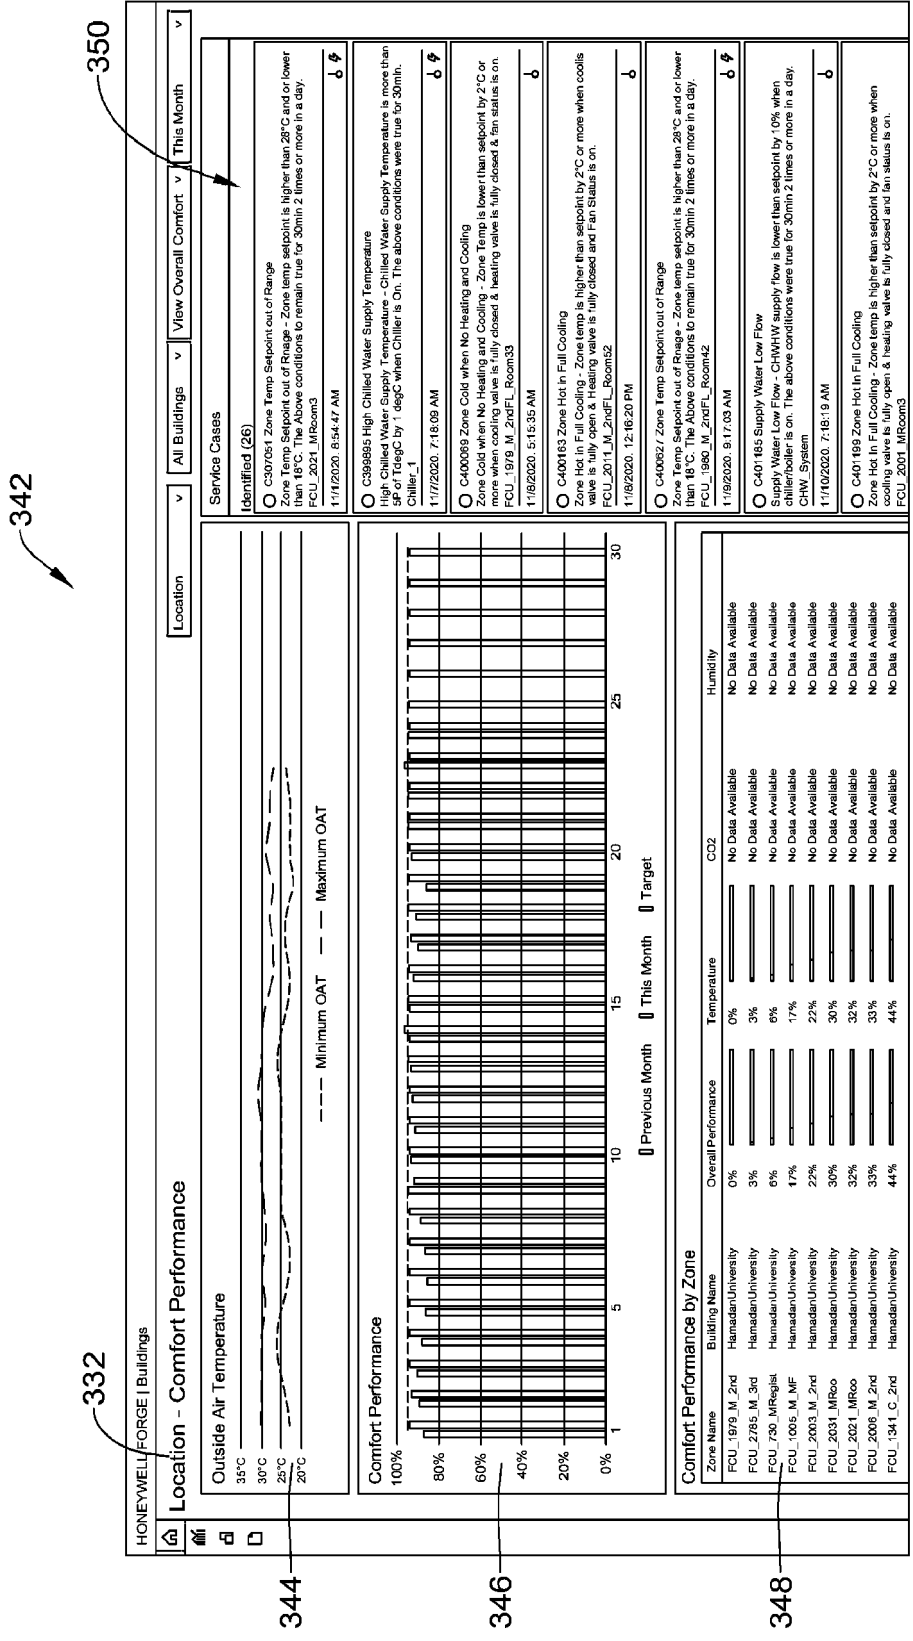 342
HONEYWELL FORGE | Buildings
332
Location - Comfort Performance
Location
All Buildings
View Overall Comfort
This Month
350
344
Outside Air Temperature
35°C
30°C
25°C
20°C
Minimum OAT
Maximum OAT
346
Comfort Performance
100%
80%
60%
40%
20%
0%
1
5
10
15
20
25
30
Previous Month
This Month
Target
348
Comfort Performance by Zone
Zone Name Building Name Overall Performance Temperature CO2 Humidity
FCU_1979_M_2nd HamadanUniversity 0% 0% No Data Available No Data Available
FCU_2785_M_3rd HamadanUniversity 3% 3% No Data Available No Data Available
FCU_730_MRegist HamadanUniversity 6% 6% No Data Available No Data Available
FCU_1005_M_MF HamadanUniversity 17% 17% No Data Available No Data Available
FCU_2003_M_2nd HamadanUniversity 22% 22% No Data Available No Data Available
FCU_2031_MRoo HamadanUniversity 30% 30% No Data Available No Data Available
FCU_2021_MRoo HamadanUniversity 32% 32% No Data Available No Data Available
FCU_2006_M_2nd HamadanUniversity 33% 33% No Data Available No Data Available
FCU_1341_C_2nd HamadanUniversity 44% 44% No Data Available No Data Available
Service Cases
Identified (26)
C307051 Zone Temp Setpoint out of Range
Zone Temp Setpoint out of Rnage - Zone temp setpoint is higher than 28°C and or lower
than 18°C. The Above conditions to remain true for 30min 2 times or more in a day.
FCU_2021_MRoom3
11/1/2020. 8:54:47 AM
C399895 High Chilled Water Supply Temperature
High Chilled Water Supply Temperature - Chilled Water Supply Temperature is more than
SP of TdegC by 1 degC when Chiller is On. The above conditions were true for 30min.
Chiller_1
11/7/2020. 7:18:09 AM
C400069 Zone Cold when No Heating and Cooling
Zone Cold when No Heating and Cooling - Zone Temp is lower than setpoint by 2°C or
more when cooling valve is fully closed & heating valve is fully closed & fan status is on.
FCU_1979_M_2ndFL_Room33
11/8/2020. 5:15:35 AM
C400163 Zone Hot in Full Cooling
Zone Hot in Full Cooling - Zone temp is higher than setpoint by 2°C or more when coolis
valve is fully open & Heating valve is fully closed and Fan Status is on.
FCU_2011_M_2ndFL_Room52
11/8/2020. 12:16:20 PM
C40062/ Zone Temp Setpoint out of Range
Zone Temp Setpoint out of Rnage - Zone temp setpoint is higher than 28°C and or lower
than 18°C. The Above conditions to remain true for 30min 2 times or more in a day.
FCU_1980_M_2ndFL_Room42
11/9/2020. 9:17:03 AM
C401185 Supply Water Low Flow
Supply Water Low Flow - CHWHW supply flow is lower than setpoint by 10% when
chiller/boiler is on. The above conditions were true for 30min 2 times or more in a day.
CHW_System
11/10/2020. 7:18:19 AM
C401199 Zone Hot In Full Cooling
Zone Hot In Full Cooling - Zone temp is higher than setpoint by 2°C or more when
cooling valve is fully open & heating valve is fully closed and fan status is on.
FCU_2001_MRoom3